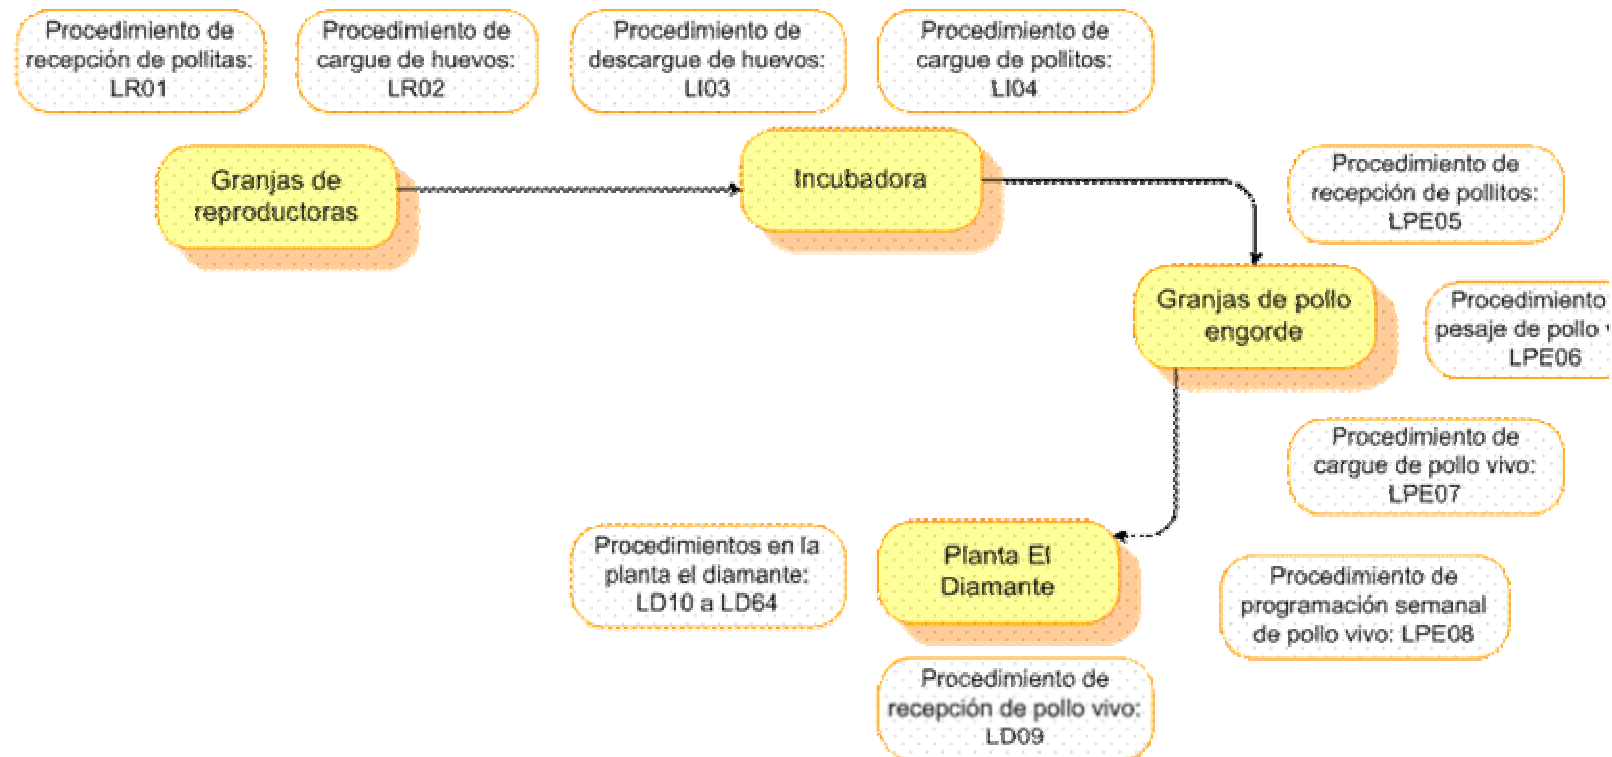 Procedimiento de
recepción de pollitas:
LR01
Procedimiento de
cargue de huevos:
LR02
Procedimiento de
descargue de huevos:
LI03
Procedimiento de
cargue de pollitos:
LI04
Granjas de
reproductoras
Incubadora
Procedimiento de
recepción de pollitos:
LPE05
Granjas de pollo
engorde
Procedimiento
pesaje de pollo
LPE06
Procedimiento de
cargue de pollo vivo:
LPE07
Procedimientos en la
planta el diamante:
LD10 a LD64
Planta El
Diamante
Procedimiento de
programación semanal
de pollo vivo: LPE08
Procedimiento de
recepción de pollo vivo:
LD09